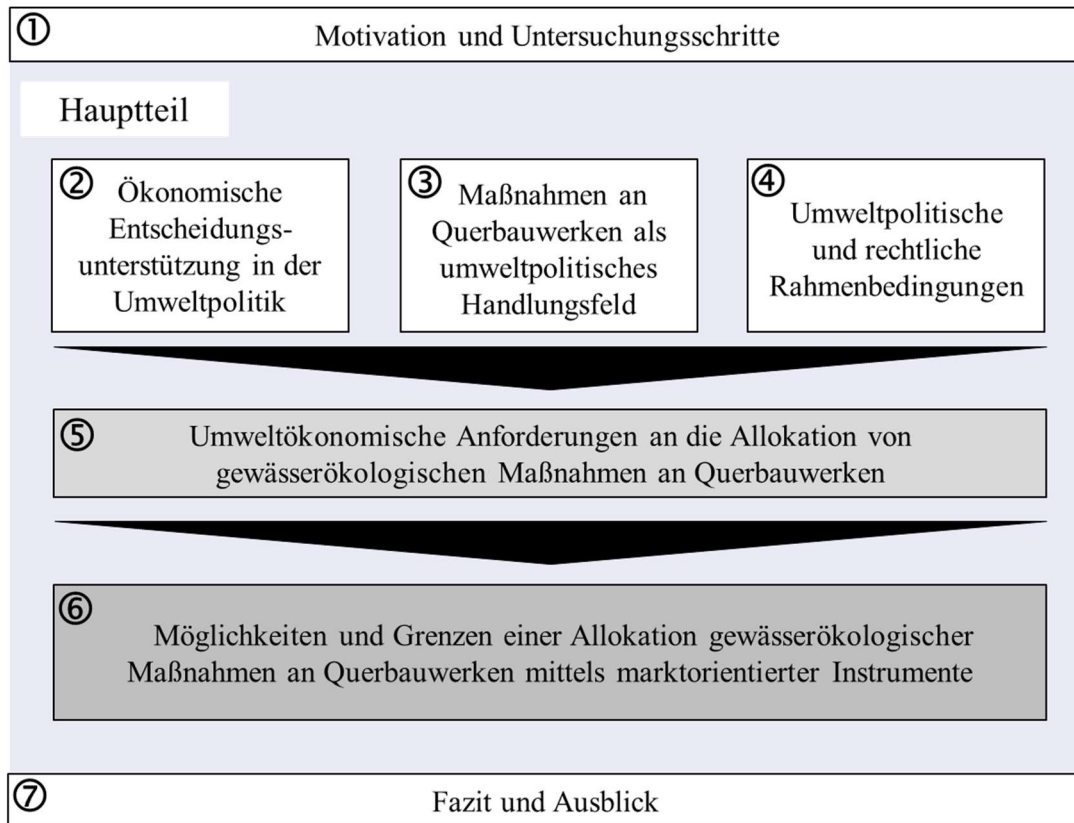 ①
Motivation und Untersuchungsschritte
Hauptteil
②
Ökonomische
Entscheidungs-
unterstützung in der
Umweltpolitik
③
Maßnahmen an
Querbauwerken als
umweltpolitisches
Handlungsfeld
④
Umweltpolitische
und rechtliche
Rahmenbedingungen
⑤
Umweltökonomische Anforderungen an die Allokation von
gewässerökologischen Maßnahmen an Querbauwerken
⑥
Möglichkeiten und Grenzen einer Allokation gewässerökologischer
Maßnahmen an Querbauwerken mittels marktorientierter Instrumente
⑦
Fazit und Ausblick